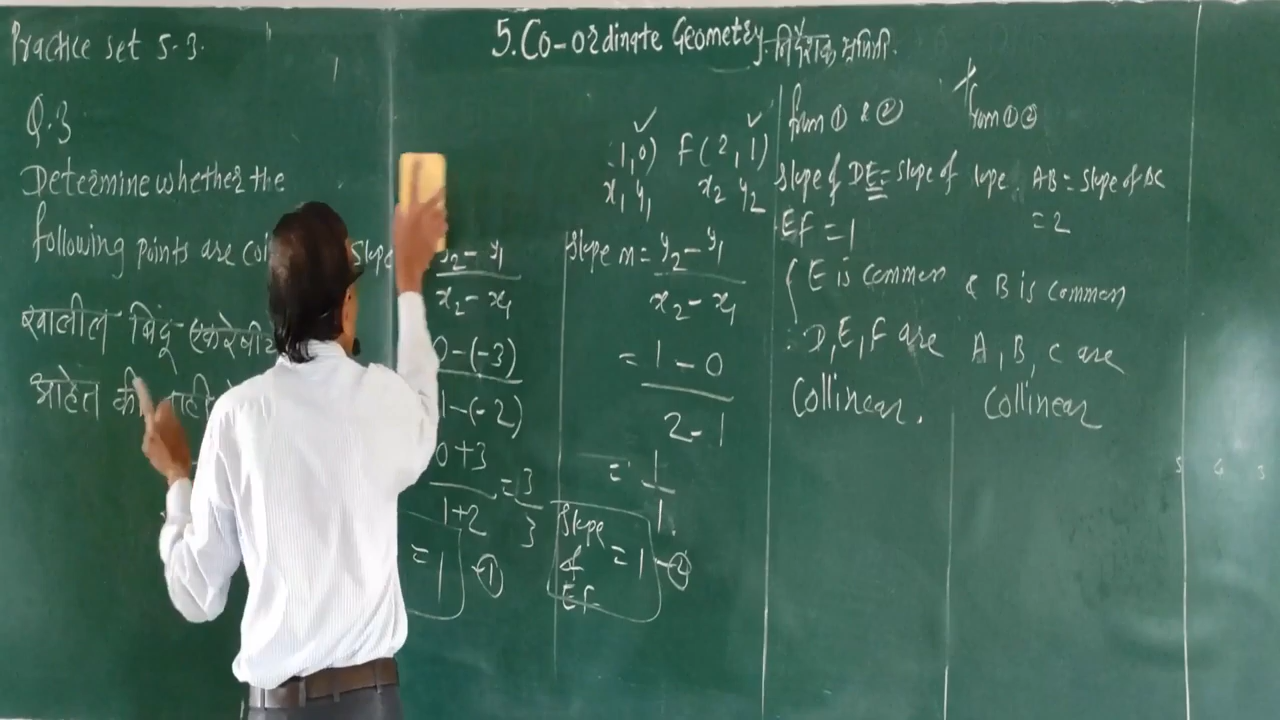 Practice set 5.3.
5. Co-ordinate Geometry - निर्देशक भूमिती.
Q.3
Determine whether the
following points are
खालील बिंदू
आहेत की
1,0) F(2, 1)
x₁ y₁ x₂ y₂
y₂ - y₁
x₂ - x₁
0-(-3)
1-(-2)
0+3
1+2
= 3
3
= 1 -①
Slope m = y₂ - y₁
x₂ - x₁
= 1 - 0
2 - 1
= 1
1
Slope
of
EF
= 1 -②
from ① & ②
Slope of DE = Slope of
EF = 1
E is common
∴ D, E, F are
Collinear.
from ① ②
lope. AB = Slope of BC
= 2
& B is common
A, B, C are
Collinear